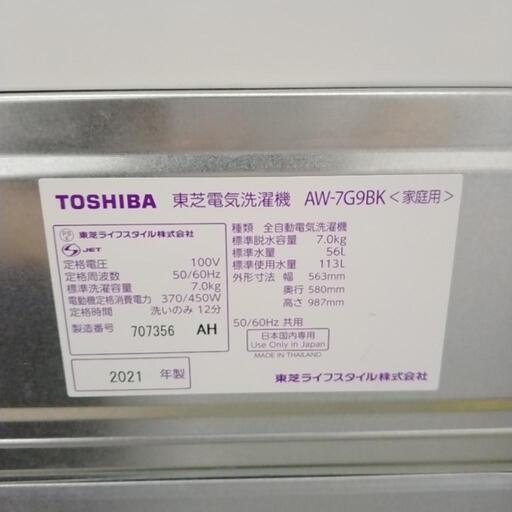 TOSHIBA 東芝電気洗濯機 AW-7G9BK<家庭用>
東芝ライフスタイル株式会社
JET
定格電圧 100V
定格周波数 50/60Hz
標準洗濯容量 7.0kg
電動機定格消費電力 370/450W
定格時間 洗いのみ 12分
製造番号 707356 AH
2021 年製
種類 全自動電気洗濯機
標準脱水容量 7.0kg
標準水量 56L
標準使用水量 113L
外形寸法 幅 563mm
奥行 580mm
高さ 987mm
50/60Hz 共用
日本国内専用
Use Only in Japan
MADE IN THAILAND
東芝ライフスタイル株式会社